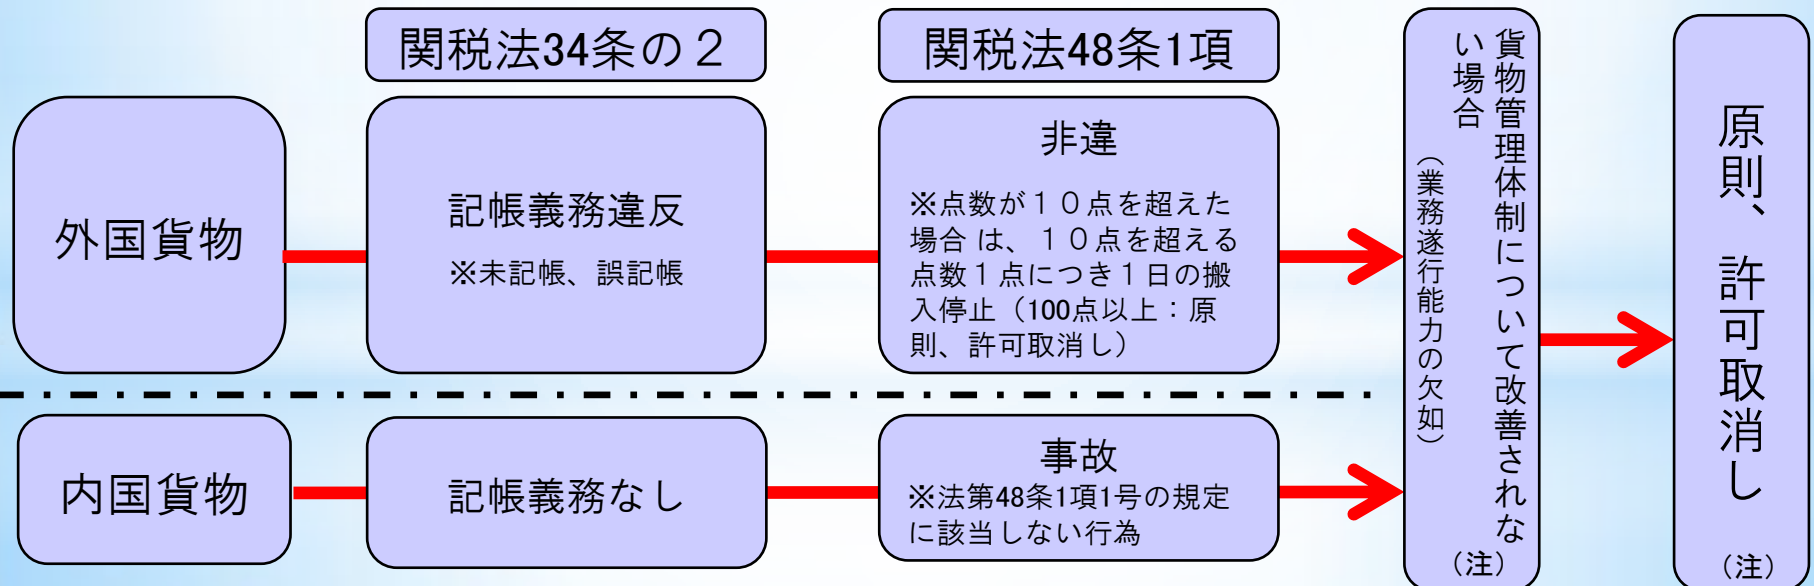 関税法34条の２
関税法48条1項
外国貨物
記帳義務違反
※未記帳、誤記帳
非違
※点数が１０点を超えた
場合 は、１０点を超える
点数１点につき１日の搬
入停止（100点以上：原
則、許可取消し）
内国貨物
記帳義務なし
事故
※法第48条1項1号の規定
に該当しない行為
貨物管理体制について改善されな
い場合
（業務遂行能力の欠如）
（注）
原則、許可取消し
（注）